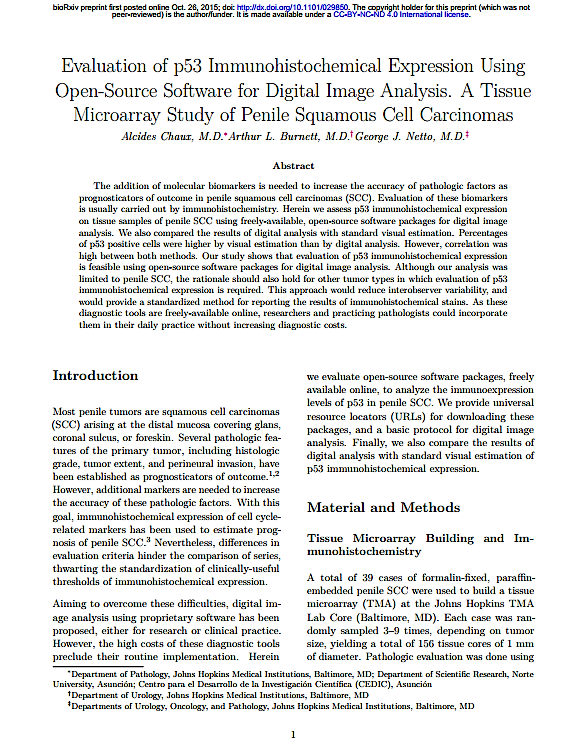 bioRxiv preprint first posted online Oct. 26, 2015; doi: http://dx.doi.org/10.1101/029850. The copyright holder for this preprint (which was not
peer-reviewed) is the author/funder. It is made available under a CC-BY-NC-ND 4.0 International license.
Evaluation of p53 Immunohistochemical Expression Using
Open-Source Software for Digital Image Analysis. A Tissue
Microarray Study of Penile Squamous Cell Carcinomas
Alcides Chaux, M.D.*Arthur L. Burnett, M.D.†George J. Netto, M.D.‡
Abstract
The addition of molecular biomarkers is needed to increase the accuracy of pathologic factors as
prognosticators of outcome in penile squamous cell carcinomas (SCC). Evaluation of these biomarkers
is usually carried out by immunohistochemistry. Herein we assess p53 immunohistochemical expression
on tissue samples of penile SCC using freely-available, open-source software packages for digital image
analysis. We also compared the results of digital analysis with standard visual estimation. Percentages
of p53 positive cells were higher by visual estimation than by digital analysis. However, correlation was
high between both methods. Our study shows that evaluation of p53 immunohistochemical expression
is feasible using open-source software packages for digital image analysis. Although our analysis was
limited to penile SCC, the rationale should also hold for other tumor types in which evaluation of p53
immunohistochemical expression is required. This approach would reduce interobserver variability, and
would provide a standardized method for reporting the results of immunohistochemical stains. As these
diagnostic tools are freely-available online, researchers and practicing pathologists could incorporate
them in their daily practice without increasing diagnostic costs.
Introduction
Most penile tumors are squamous cell carcinomas
(SCC) arising at the distal mucosa covering glans,
coronal sulcus, or foreskin. Several pathologic fea-
tures of the primary tumor, including histologic
grade, tumor extent, and perineural invasion, have
been established as prognosticators of outcome.1,2
However, additional markers are needed to increase
the accuracy of these pathologic factors. With this
goal, immunohistochemical expression of cell cycle-
related markers has been used to estimate prog-
nosis of penile SCC.3 Nevertheless, differences in
evaluation criteria hinder the comparison of series,
thwarting the standardization of clinically-useful
thresholds of immunohistochemical expression.
Aiming to overcome these difficulties, digital im-
age analysis using proprietary software has been
proposed, either for research or clinical practice.
However, the high costs of these diagnostic tools
preclude their routine implementation. Herein
we evaluate open-source software packages, freely
available online, to analyze the immunoexpression
levels of p53 in penile SCC. We provide universal
resource locators (URLs) for downloading these
packages, and a basic protocol for digital image
analysis. Finally, we also compare the results of
digital analysis with standard visual estimation of
p53 immunohistochemical expression.
Material and Methods
Tissue Microarray Building and Im-
munohistochemistry
A total of 39 cases of formalin-fixed, paraffin-
embedded penile SCC were used to build a tissue
microarray (TMA) at the Johns Hopkins TMA
Lab Core (Baltimore, MD). Each case was ran-
domly sampled 3–9 times, depending on tumor
size, yielding a total of 156 tissue cores of 1 mm
of diameter. Pathologic evaluation was done using
*Department of Pathology, Johns Hopkins Medical Institutions, Baltimore, MD; Department of Scientific Research, Norte
University, Asunción; Centro para el Desarrollo de la Investigación Científica (CEDIC), Asunción
†Department of Urology, Johns Hopkins Medical Institutions, Baltimore, MD
‡Departments of Urology, Oncology, and Pathology, Johns Hopkins Medical Institutions, Baltimore, MD
1